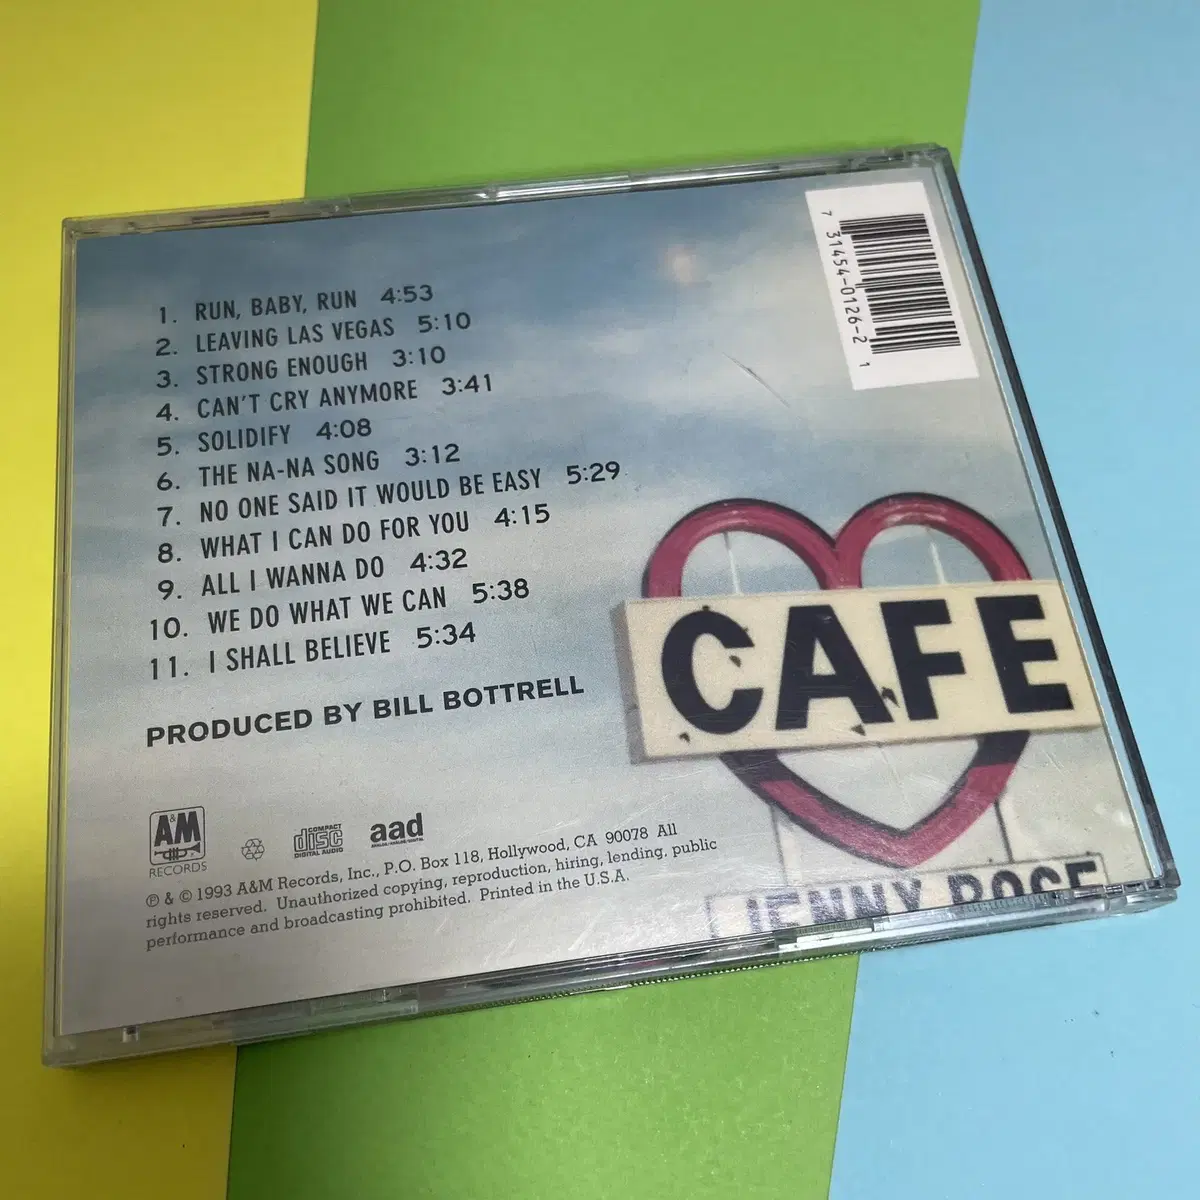 1. RUN, BABY, RUN 4:53
2. LEAVING LAS VEGAS 5:10
3. STRONG ENOUGH 3:10
4. CAN'T CRY ANYMORE 3:41
5. SOLIDIFY 4:08
6. THE NA-NA SONG 3:12
7. NO ONE SAID IT WOULD BE EASY 5:29
8. WHAT I CAN DO FOR YOU 4:15
9. ALL I WANNA DO 4:32
10. WE DO WHAT WE CAN 5:38
11. I SHALL BELIEVE 5:34
PRODUCED BY BILL BOTTRELL
7 31454-0126-2 1
CAFE
JENNY ROSE
A&M
RECORDS
COMPACT
disc
DIGITAL AUDIO
aad
ANALOG/ANALOG/DIGITAL
℗ & © 1993 A&M Records, Inc., P.O. Box 118, Hollywood, CA 90078 All
rights reserved. Unauthorized copying, reproduction, hiring, lending, public
performance and broadcasting prohibited. Printed in the U.S.A.